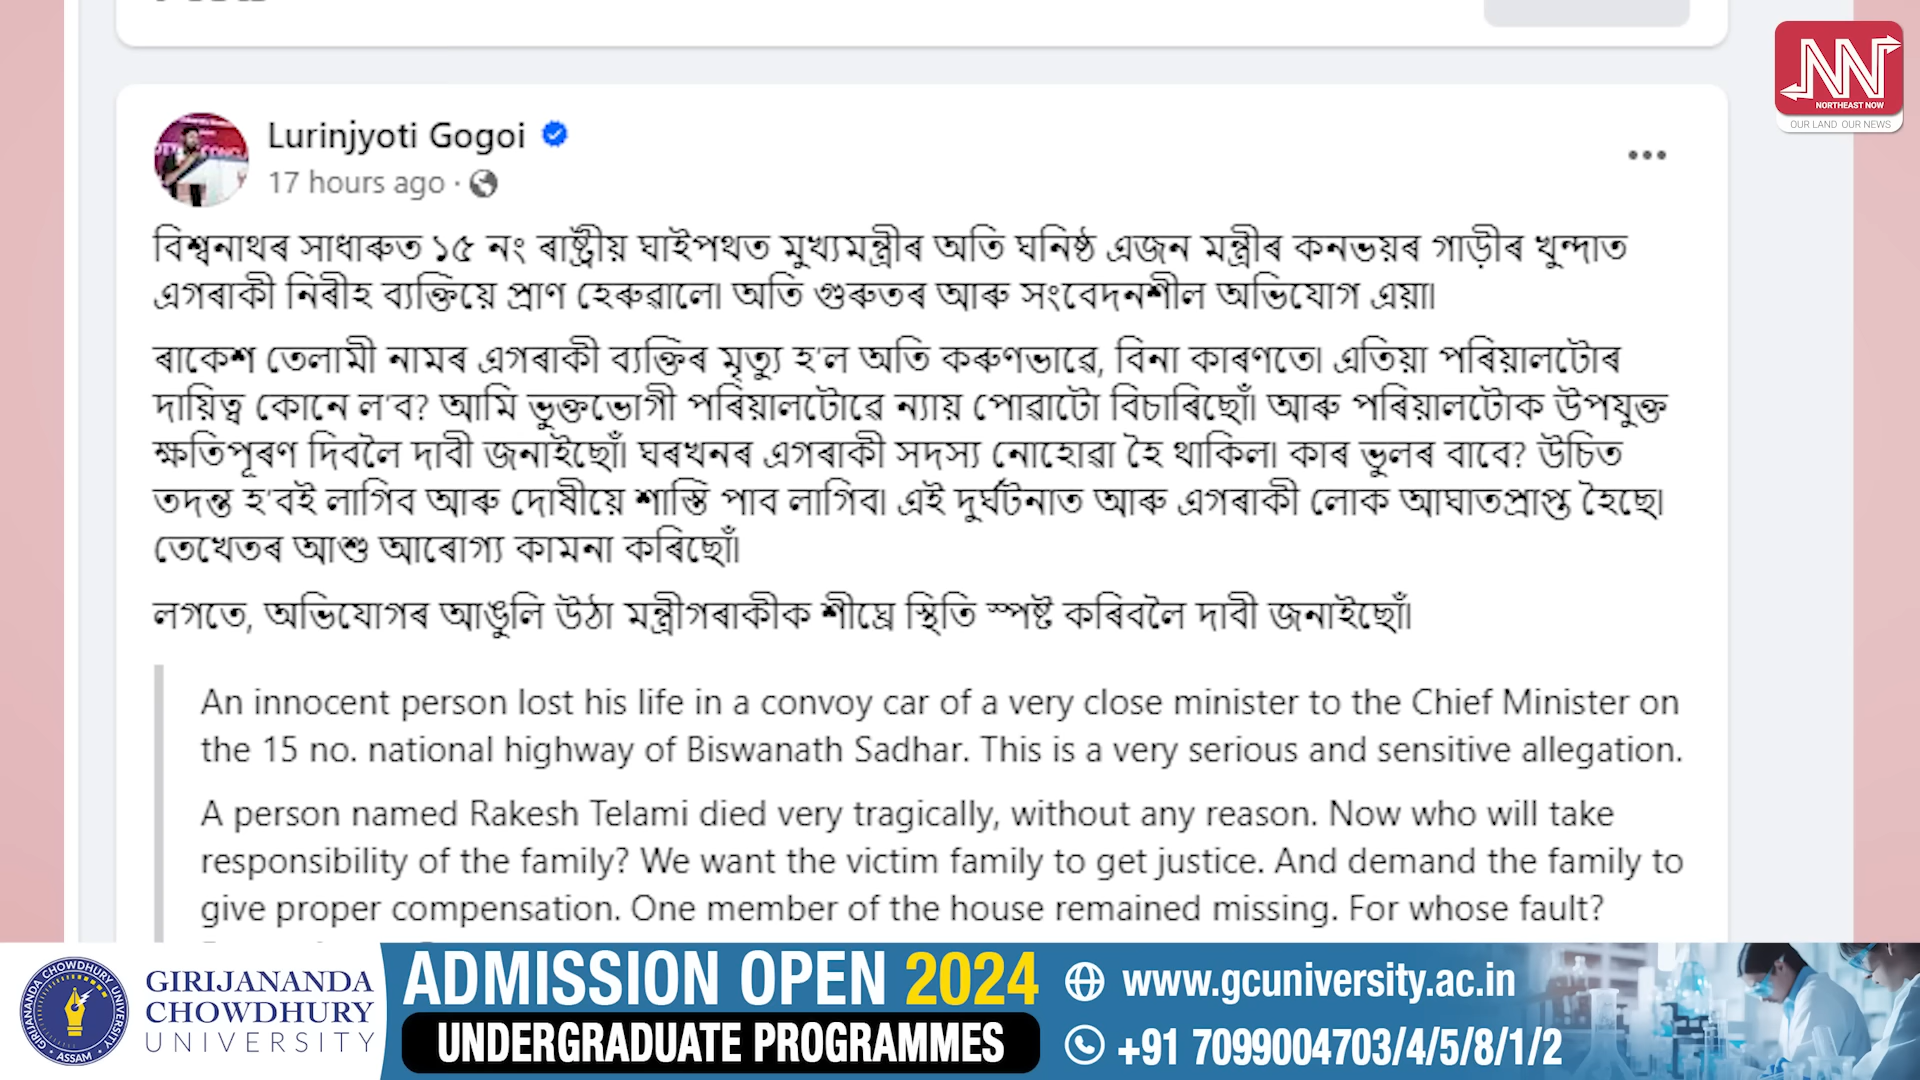 NN
NORTHEAST NOW
OUR LAND OUR NEWS
Lurinjyoti Gogoi
17 hours ago ·
বিশ্বনাথৰ সাধাৰুত ১৫ নং ৰাষ্ট্ৰীয় ঘাইপথত মুখ্যমন্ত্ৰীৰ অতি ঘনিষ্ঠ এজন মন্ত্ৰীৰ কনভয়ৰ গাড়ীৰ খুন্দাত
এগৰাকী নিৰীহ ব্যক্তিয়ে প্ৰাণ হেৰুৱালে। অতি গুৰুতৰ আৰু সংবেদনশীল অভিযোগ এয়া।
ৰাকেশ তেলামী নামৰ এগৰাকী ব্যক্তিৰ মৃত্যু হ'ল অতি কৰুণভাৱে, বিনা কাৰণতে। এতিয়া পৰিয়ালটোৰ
দায়িত্ব কোনে ল'ব? আমি ভুক্তভোগী পৰিয়ালটোৱে ন্যায় পোৱাটো বিচাৰিছোঁ। আৰু পৰিয়ালটোক উপযুক্ত
ক্ষতিপূৰণ দিবলৈ দাবী জনাইছোঁ। ঘৰখনৰ এগৰাকী সদস্য নোহোৱা হৈ থাকিল। কাৰ ভুলৰ বাবে? উচিত
তদন্ত হ'বই লাগিব আৰু দোষীয়ে শাস্তি পাব লাগিব। এই দুৰ্ঘটনাত আৰু এগৰাকী লোক আঘাতপ্ৰাপ্ত হৈছে।
তেখেতৰ আশু আৰোগ্য কামনা কৰিছোঁ।
লগতে, অভিযোগৰ আঙুলি উঠা মন্ত্ৰীগৰাকীক শীঘ্ৰে স্থিতি স্পষ্ট কৰিবলৈ দাবী জনাইছোঁ।
An innocent person lost his life in a convoy car of a very close minister to the Chief Minister on
the 15 no. national highway of Biswanath Sadhar. This is a very serious and sensitive allegation.
A person named Rakesh Telami died very tragically, without any reason. Now who will take
responsibility of the family? We want the victim family to get justice. And demand the family to
give proper compensation. One member of the house remained missing. For whose fault?
GIRIJANANDA CHOWDHURY UNIVERSITY
ASSAM
GIRIJANANDA
CHOWDHURY
UNIVERSITY
ADMISSION OPEN 2024
UNDERGRADUATE PROGRAMMES
www.gcuniversity.ac.in
+91 7099004703/4/5/8/1/2